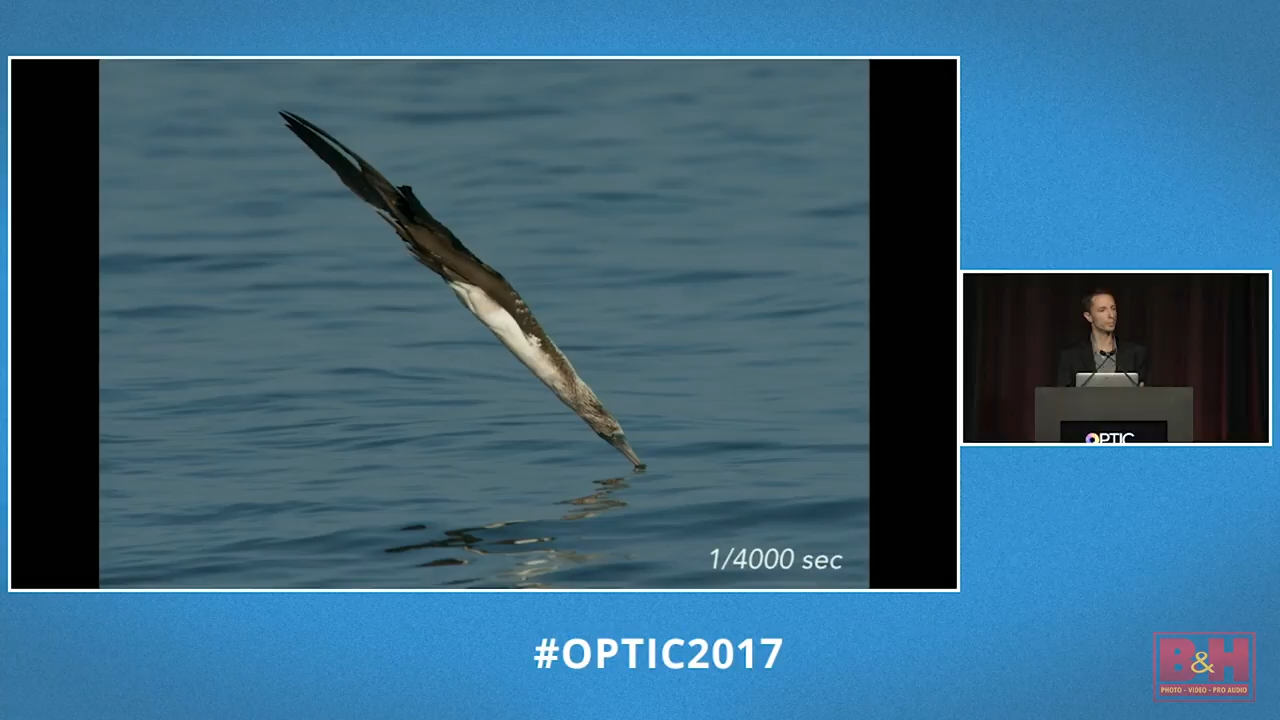 1/4000 sec
OPTIC
#OPTIC2017
B&H
PHOTO - VIDEO - PRO AUDIO